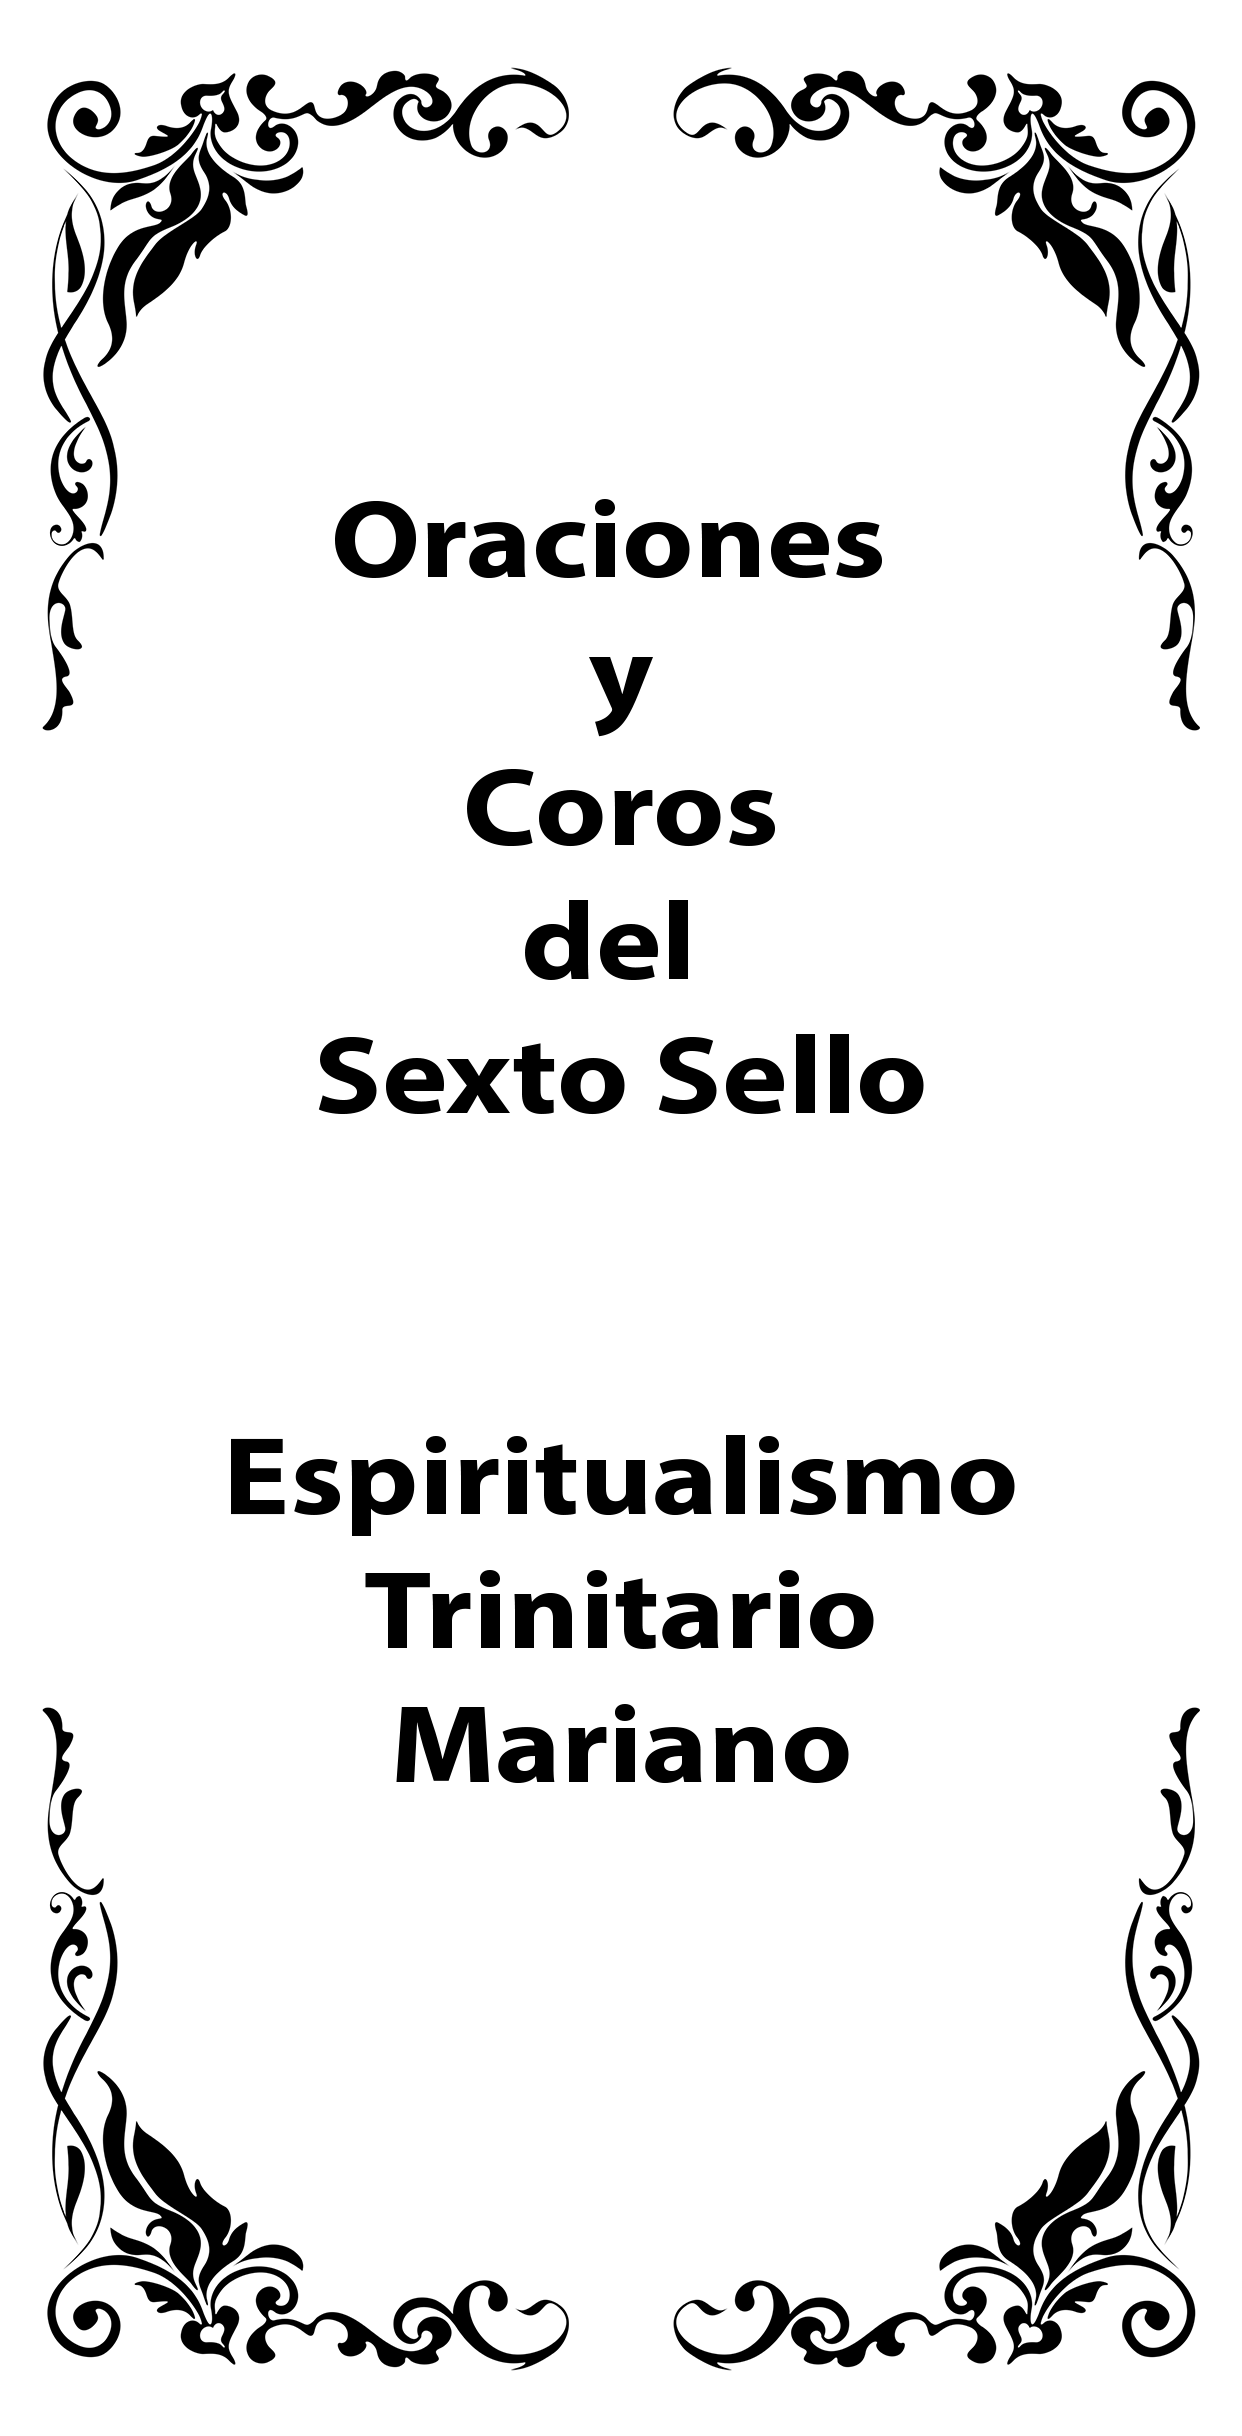 Oraciones
y
Coros
del
Sexto Sello
Espiritualismo
Trinitario
Mariano